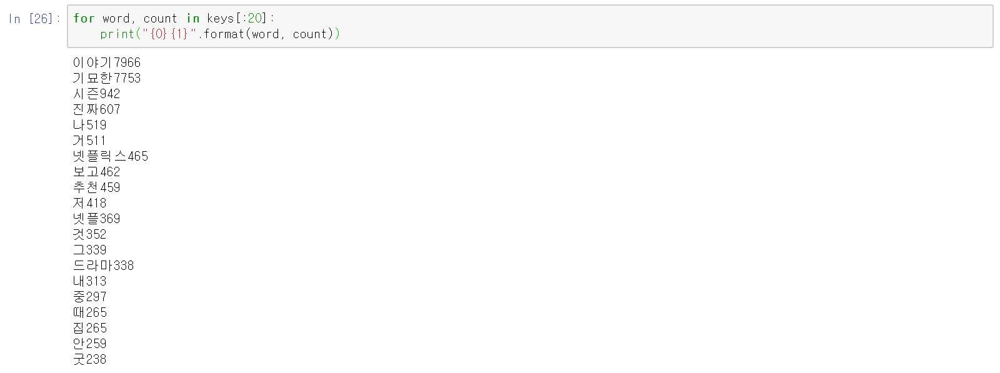 In [26]:
for word, count in keys[:20]:
    print("{0}{1}".format(word, count))
이야기7966
기묘한7753
시즌942
진짜607
나519
거511
넷플릭스465
보고462
추천459
저418
넷플369
것352
그339
드라마338
내313
중297
때265
집265
안259
굿238